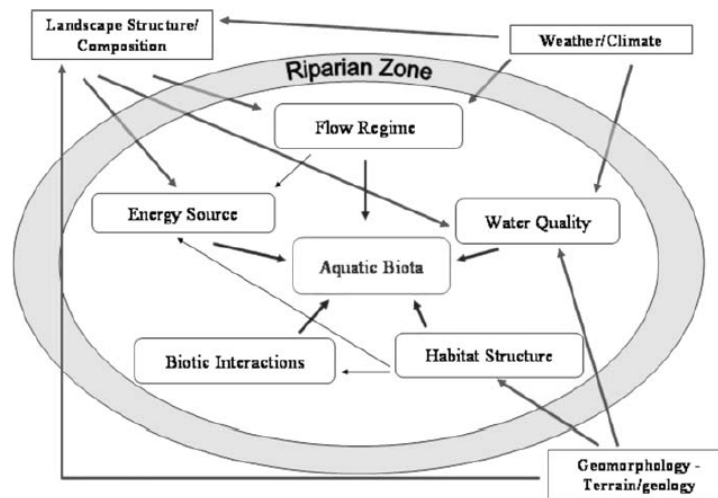 Landscape Structure/
Composition
Weather/Climate
Riparian Zone
Flow Regime
Energy Source
Water Quality
Aquatic Biota
Biotic Interactions
Habitat Structure
Geomorphology -
Terrain/geology